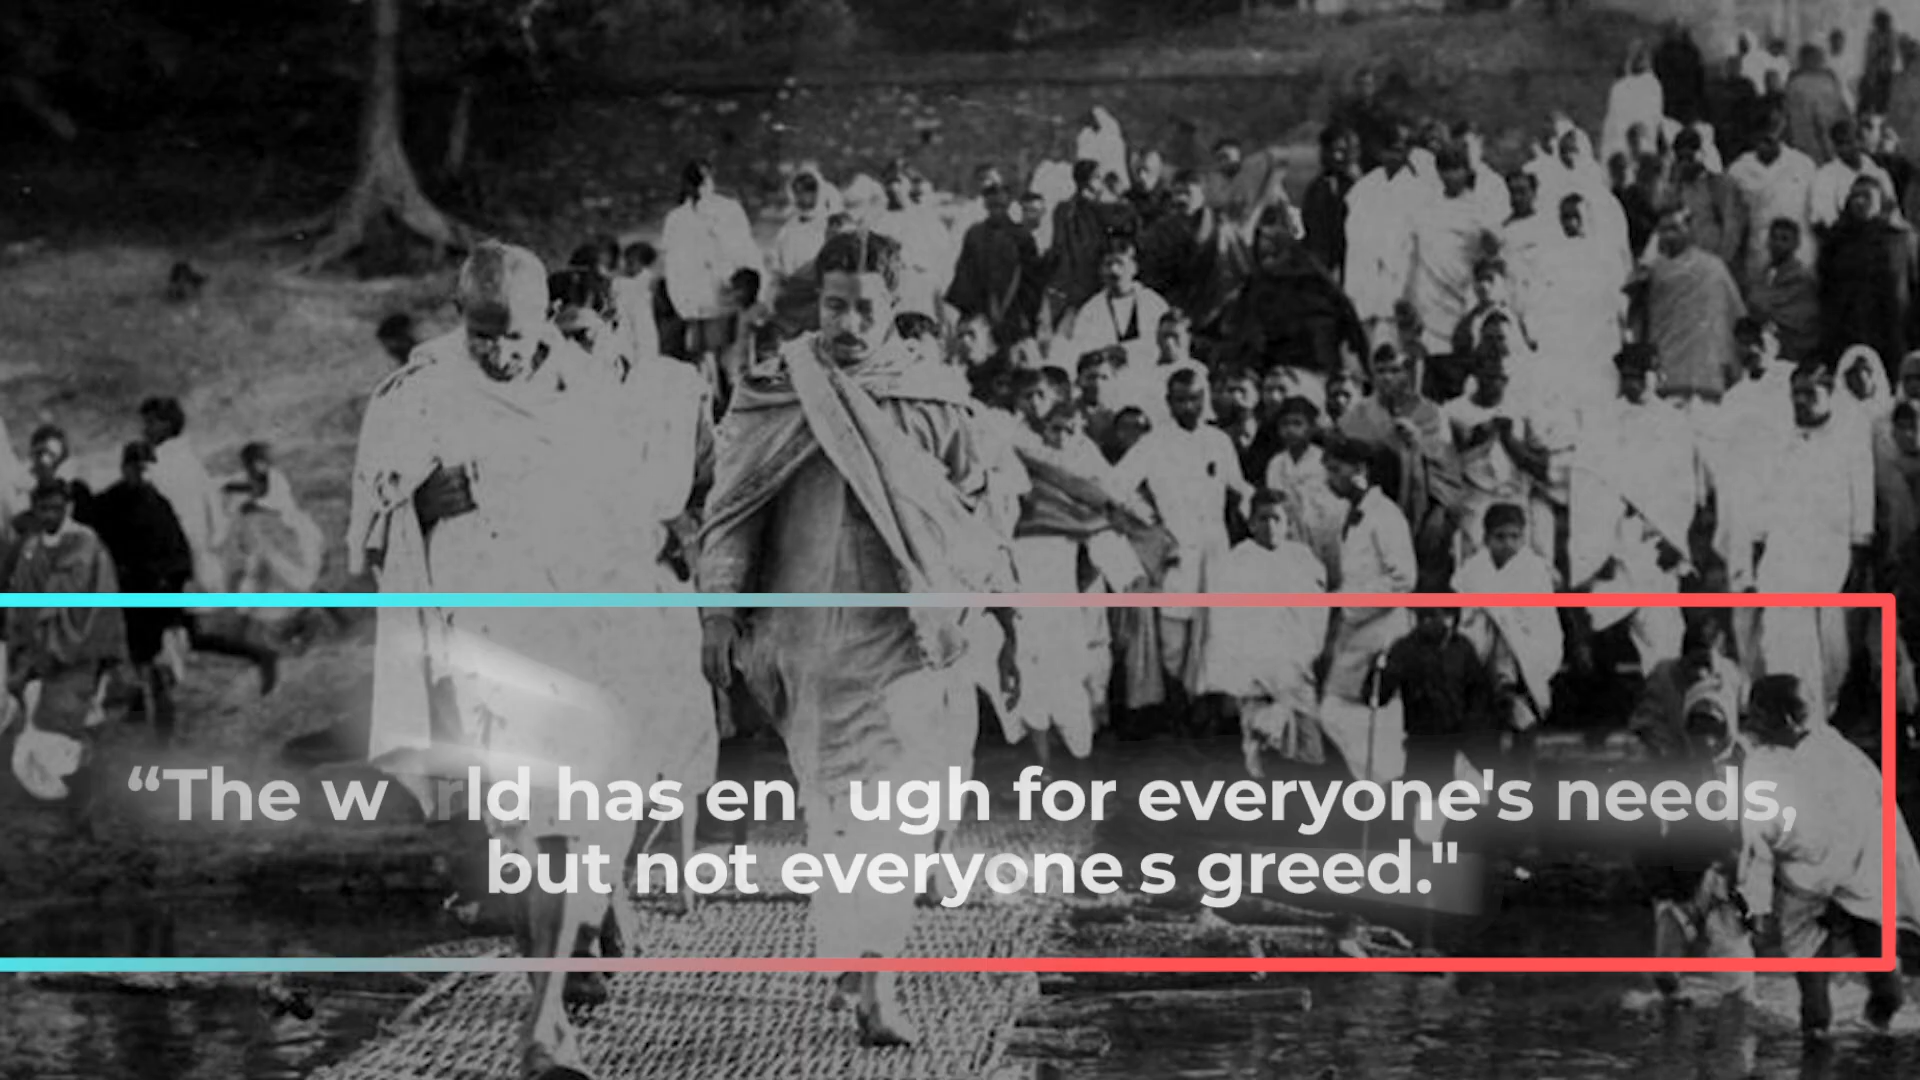 “The w rld has en ugh for everyone's needs,
but not everyone s greed."